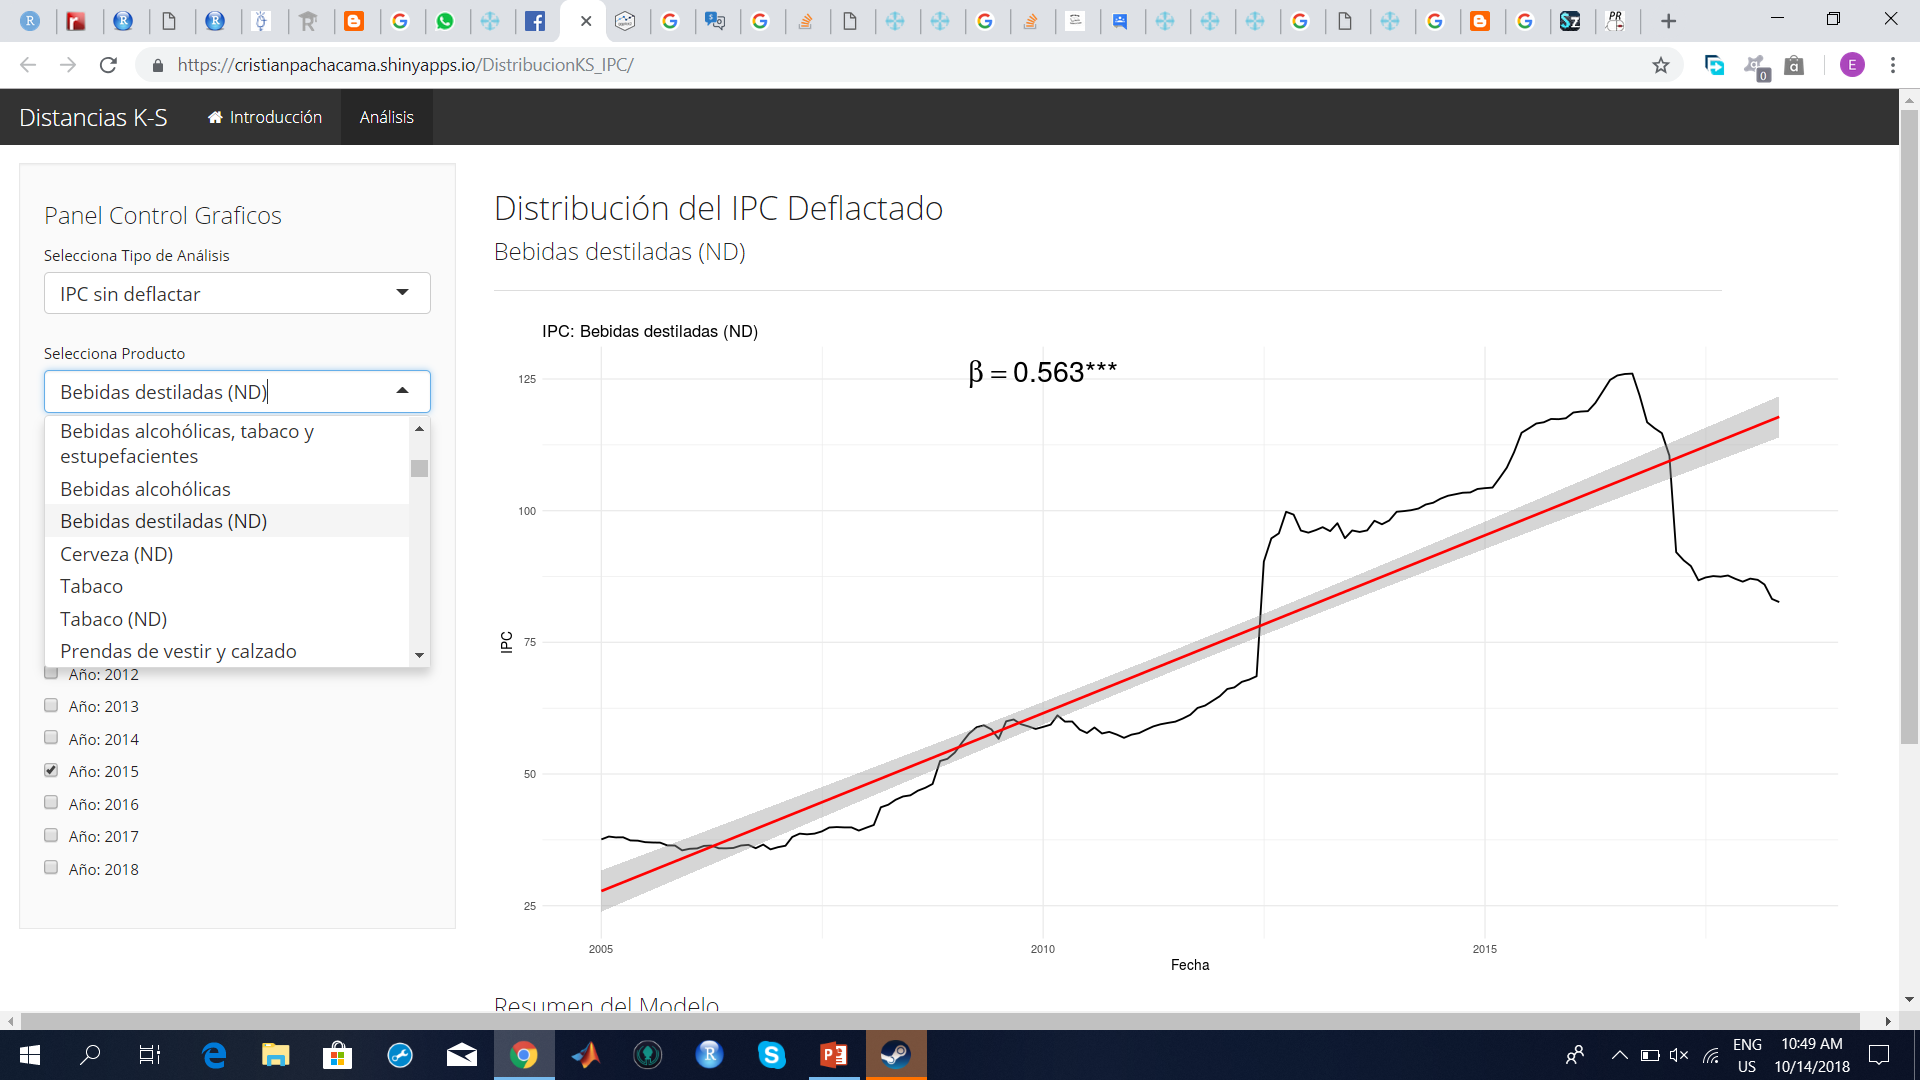 https://cristianpachacama.shinyapps.io/DistribucionKS_IPC/
0
E
Distancias K-S
Introducción
Análisis
Panel Control Graficos
Selecciona Tipo de Análisis
IPC sin deflactar
Selecciona Producto
Bebidas destiladas (ND)
Bebidas alcohólicas, tabaco y
estupefacientes
Bebidas alcohólicas
Bebidas destiladas (ND)
Cerveza (ND)
Tabaco
Tabaco (ND)
Prendas de vestir y calzado
Año: 2012
Año: 2013
Año: 2014
Año: 2015
Año: 2016
Año: 2017
Año: 2018
Distribución del IPC Deflactado
Bebidas destiladas (ND)
IPC: Bebidas destiladas (ND)
β = 0.563***
125
100
75
50
25
IPC
2005
2010
2015
Fecha
Resumen del Modelo
ENG
US
10:49 AM
10/14/2018